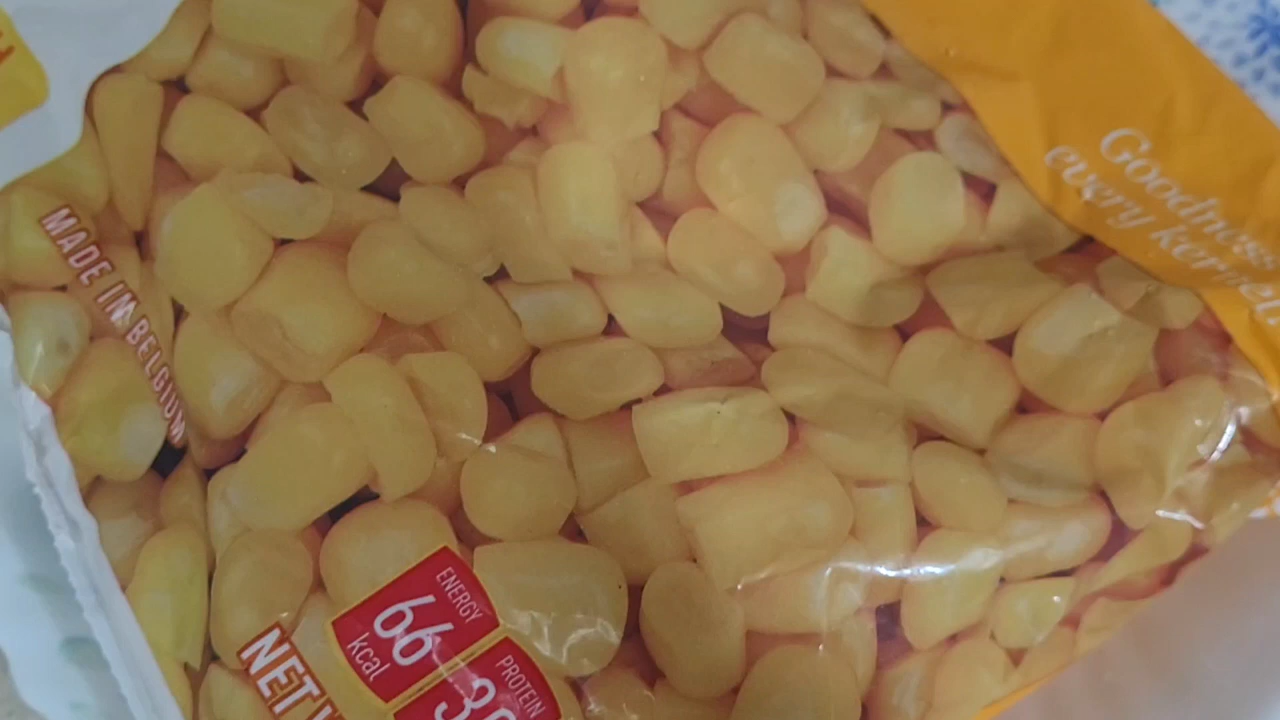 Goodness
every kernel
MADE IN BELGIUM
ENERGY
66
kcal
PROTEIN
NET